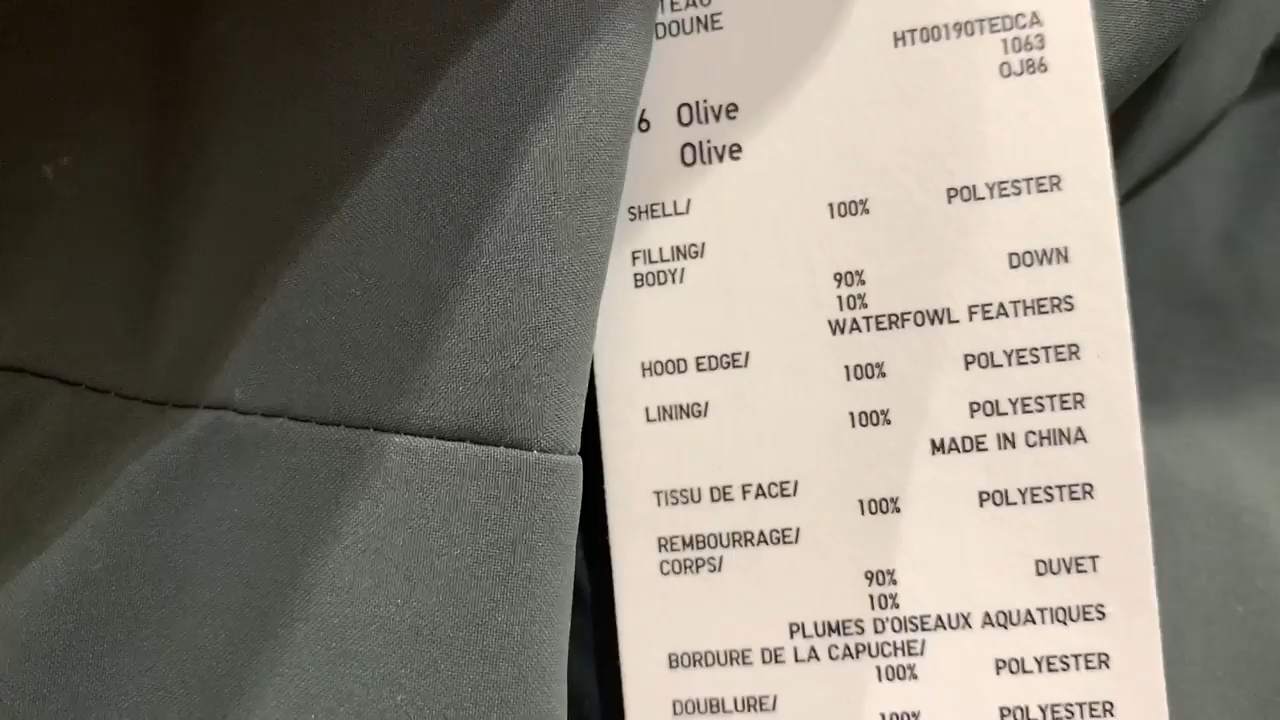 DOUNE
HT00190TEDCA
1063
OJ86
6 Olive
Olive
SHELL/ 100% POLYESTER
FILLING/
BODY/ 90% DOWN
10%
WATERFOWL FEATHERS
HOOD EDGE/ 100% POLYESTER
LINING/ 100% POLYESTER
MADE IN CHINA
TISSU DE FACE/ 100% POLYESTER
REMBOURRAGE/
CORPS/ 90% DUVET
10%
PLUMES D'OISEAUX AQUATIQUES
BORDURE DE LA CAPUCHE/
100% POLYESTER
DOUBLURE/ 100% POLYESTER